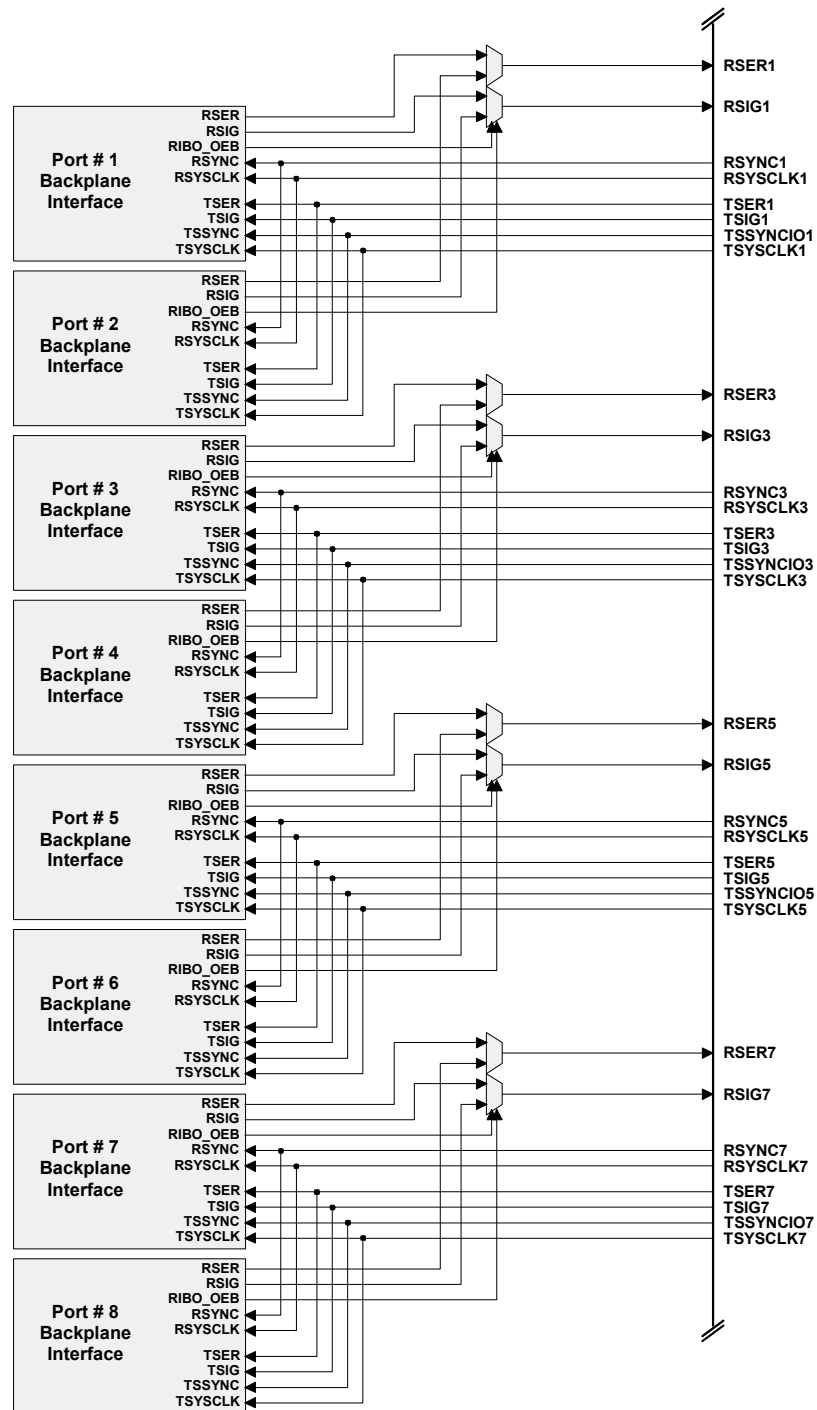 RSER1
RSIG1
Port # 1
Backplane
Interface
RSER
RSIG
RIBO_OEB
RSYNC
RSYSCLK
TSER
TSIG
TSSYNC
TSYSCLK
RSYNC1
RSYSCLK1
TSER1
TSIG1
TSSYNCIO1
TSYSCLK1
Port # 2
Backplane
Interface
RSER
RSIG
RIBO_OEB
RSYNC
RSYSCLK
TSER
TSIG
TSSYNC
TSYSCLK
RSER3
RSIG3
Port # 3
Backplane
Interface
RSER
RSIG
RIBO_OEB
RSYNC
RSYSCLK
TSER
TSIG
TSSYNC
TSYSCLK
RSYNC3
RSYSCLK3
TSER3
TSIG3
TSSYNCIO3
TSYSCLK3
Port # 4
Backplane
Interface
RSER
RSIG
RIBO_OEB
RSYNC
RSYSCLK
TSER
TSIG
TSSYNC
TSYSCLK
RSER5
RSIG5
Port # 5
Backplane
Interface
RSER
RSIG
RIBO_OEB
RSYNC
RSYSCLK
TSER
TSIG
TSSYNC
TSYSCLK
RSYNC5
RSYSCLK5
TSER5
TSIG5
TSSYNCIO5
TSYSCLK5
Port # 6
Backplane
Interface
RSER
RSIG
RIBO_OEB
RSYNC
RSYSCLK
TSER
TSIG
TSSYNC
TSYSCLK
RSER7
RSIG7
Port # 7
Backplane
Interface
RSER
RSIG
RIBO_OEB
RSYNC
RSYSCLK
TSER
TSIG
TSSYNC
TSYSCLK
RSYNC7
RSYSCLK7
TSER7
TSIG7
TSSYNCIO7
TSYSCLK7
Port # 8
Backplane
Interface
RSER
RSIG
RIBO_OEB
RSYNC
RSYSCLK
TSER
TSIG
TSSYNC
TSYSCLK